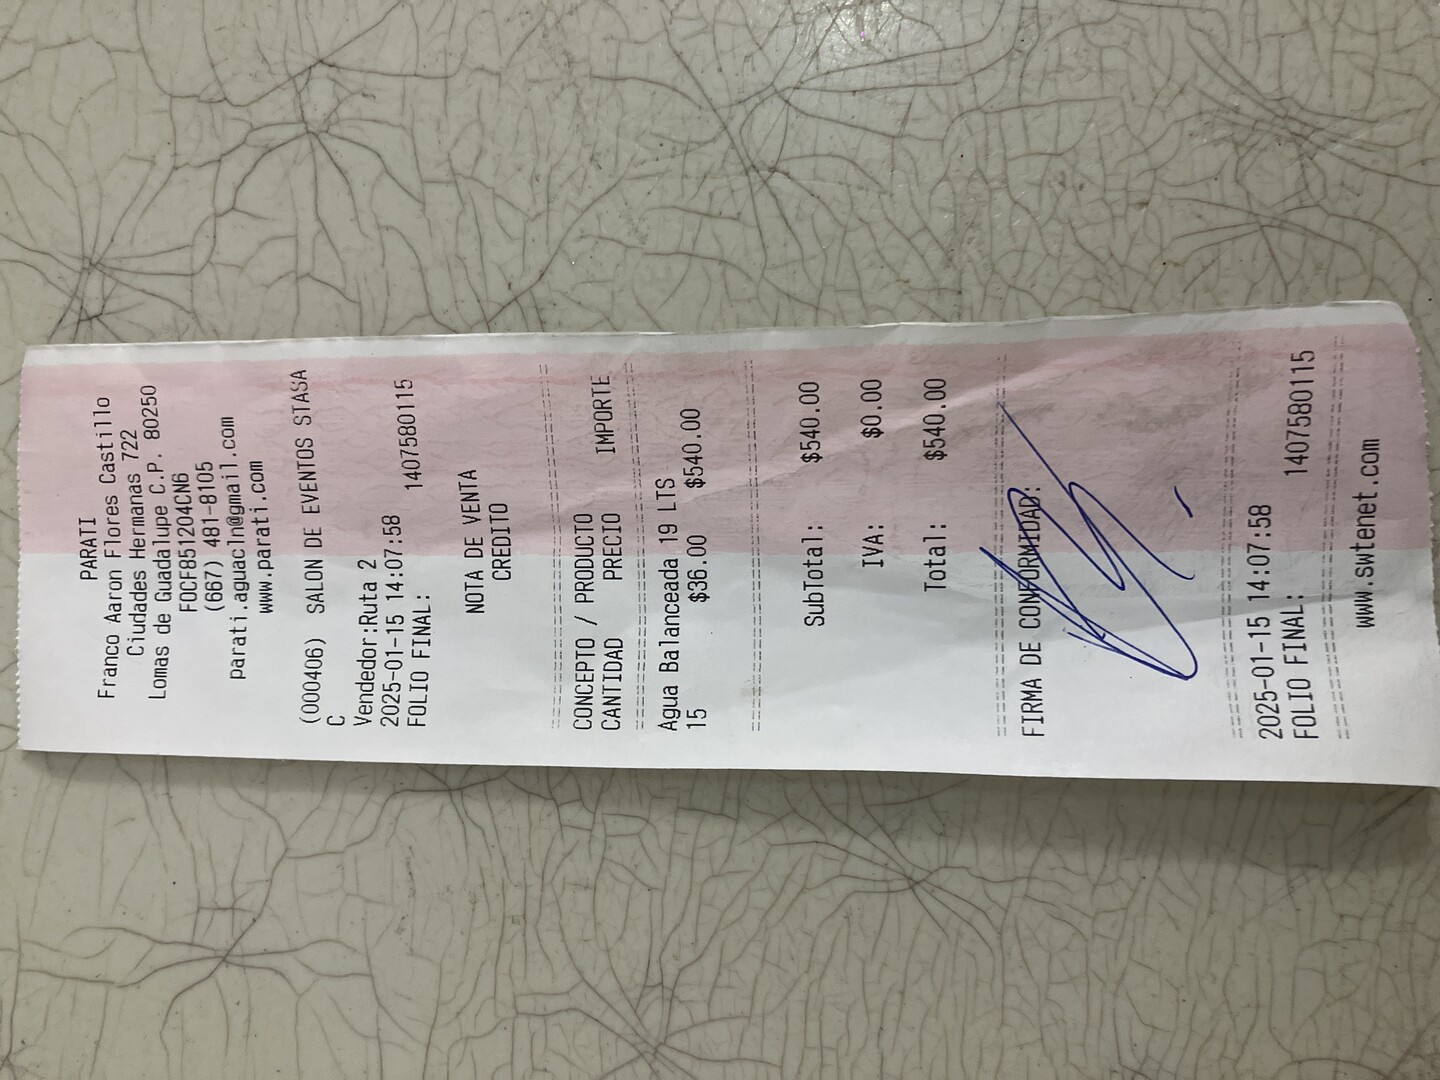 PARATI
Franco Aaron Flores Castillo
Ciudades Hermanas 722
Lomas de Guadalupe C.P. 80250
FOCF851204CN6
(667) 481-8105
parati.aguacln@gmail.com
www.parati.com
(000406) SALON DE EVENTOS STASA
C
Vendedor:Ruta 2
2025-01-15 14:07:58
FOLIO FINAL: 1407580115
NOTA DE VENTA
CREDITO
CONCEPTO / PRODUCTO
CANTIDAD PRECIO IMPORTE
Agua Balanceada 19 LTS
15 $36.00 $540.00
SubTotal: $540.00
IVA: $0.00
Total: $540.00
FIRMA DE CONFORMIDAD:
2025-01-15 14:07:58
FOLIO FINAL: 1407580115
www.swtenet.com